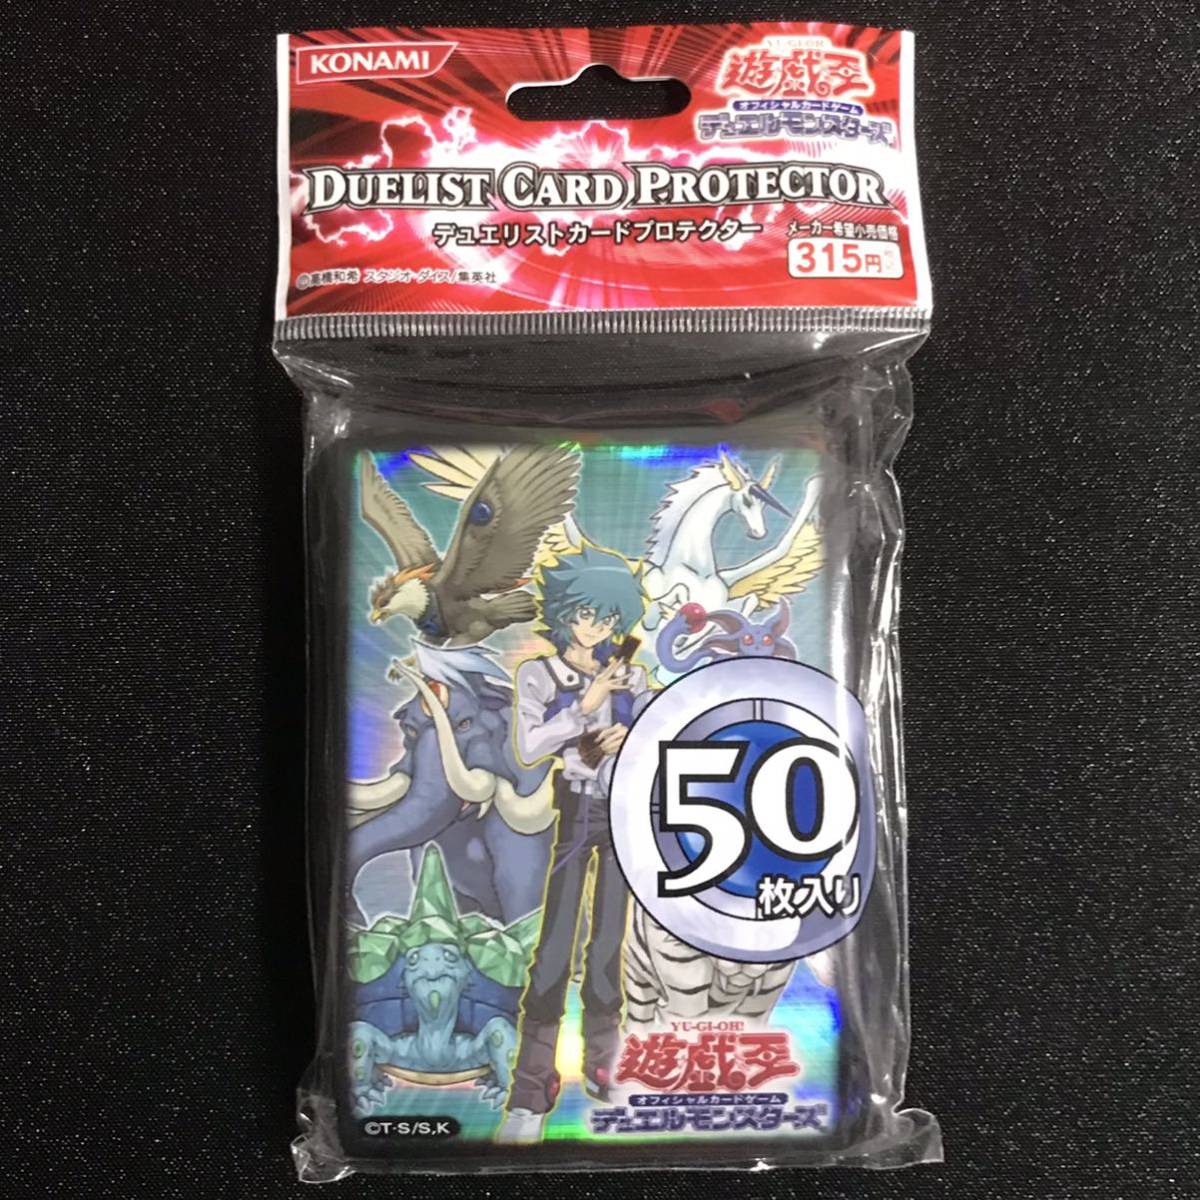 KONAMI
YU-GI-OH!
遊戯王
オフィシャルカードゲーム
デュエルモンスターズ
DUELIST CARD PROTECTOR
デュエリストカードプロテクター
メーカー希望小売価格
315円
©高橋和希 スタジオ・ダイス/集英社
50
枚入り
YU-GI-OH!
遊戯王
オフィシャルカードゲーム
デュエルモンスターズ
©T・S/S,K